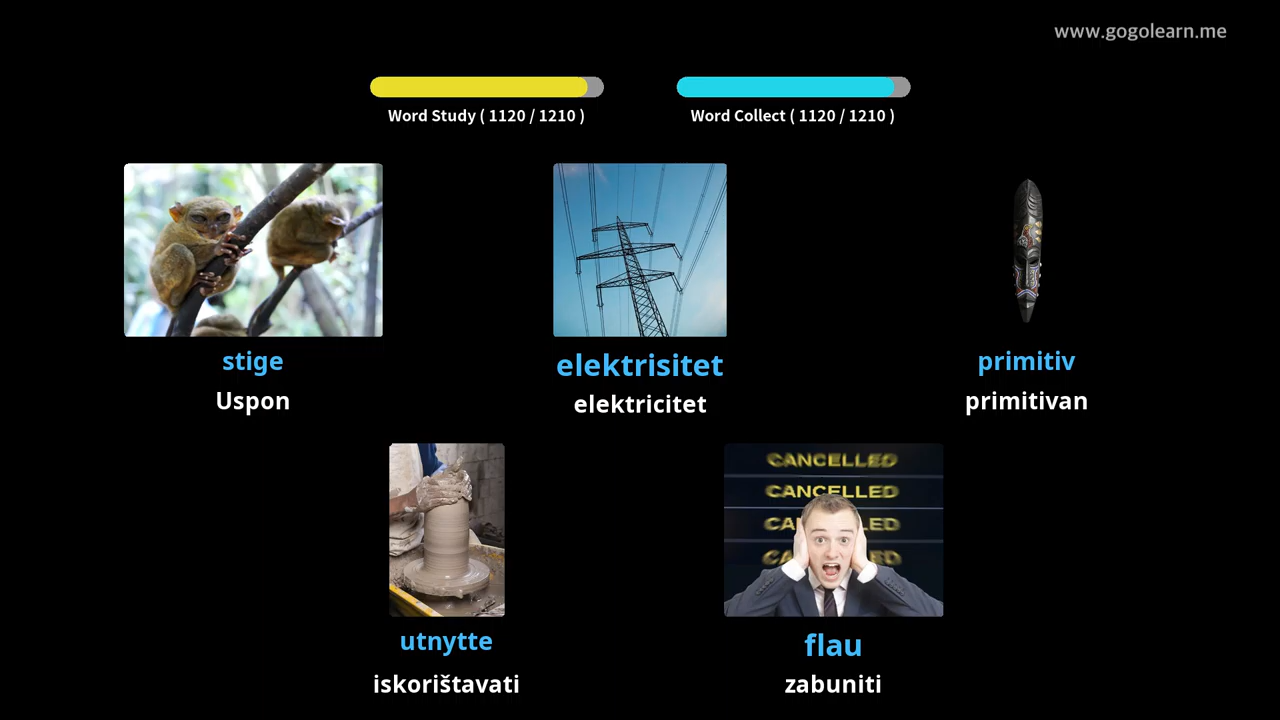 www.gogolearn.me
Word Study ( 1120 / 1210 )
Word Collect ( 1120 / 1210 )
stige
Uspon
elektrisitet
elektricitet
primitiv
primitivan
CANCELLED
CANCELLED
utnytte
iskorištavati
flau
zabuniti